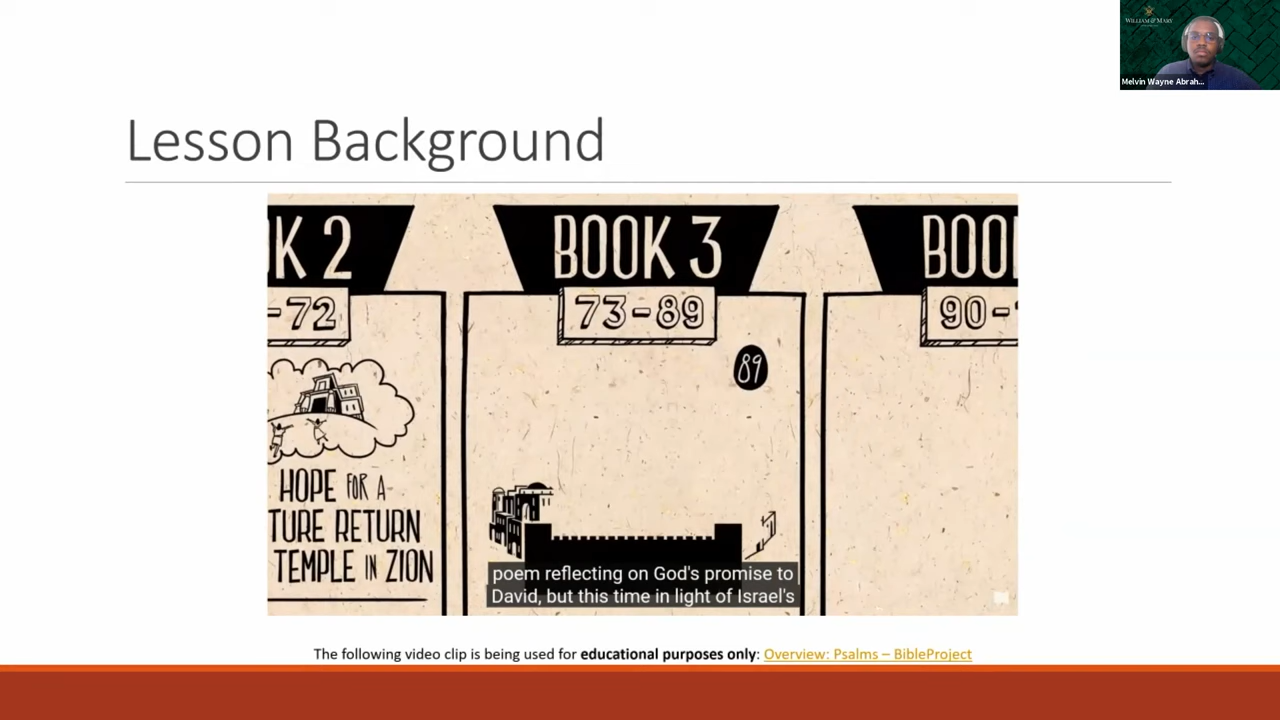 WILLIAM & MARY
Melvin Wayne Abrah...
Lesson Background
K 2
BOOK 3
BOO
-72
73-89
90-
89
HOPE FOR A
TURE RETURN
TEMPLE IN ZION
poem reflecting on God's promise to
David, but this time in light of Israel's
The following video clip is being used for educational purposes only: Overview: Psalms – BibleProject